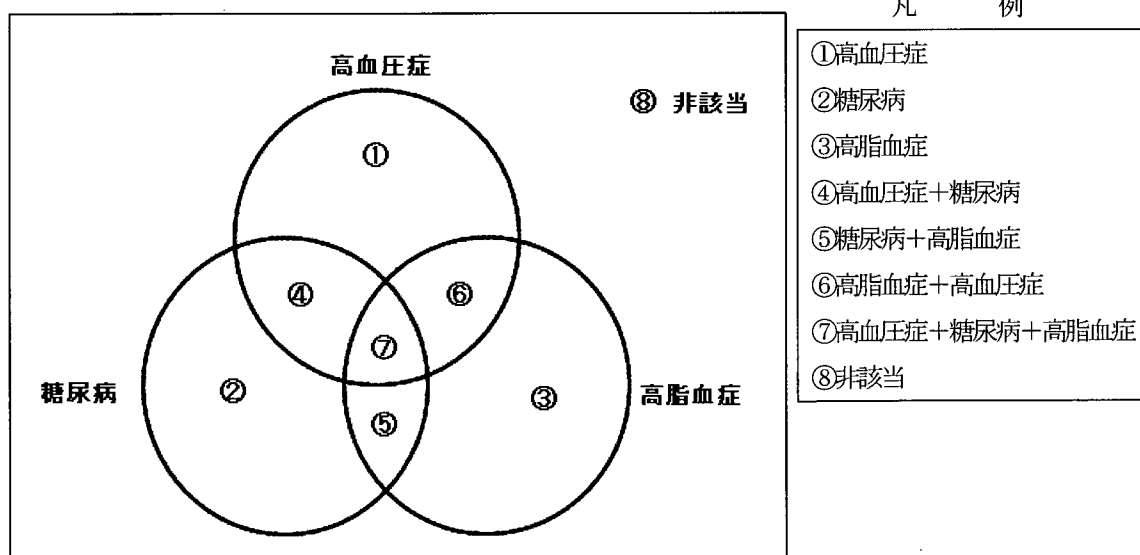 高血圧症
⑧ 非該当
①
④
⑥
⑦
糖尿病
②
③
高脂血症
⑤
凡 例
①高血圧症
②糖尿病
③高脂血症
④高血圧症+糖尿病
⑤糖尿病+高脂血症
⑥高脂血症+高血圧症
⑦高血圧症+糖尿病+高脂血症
⑧非該当